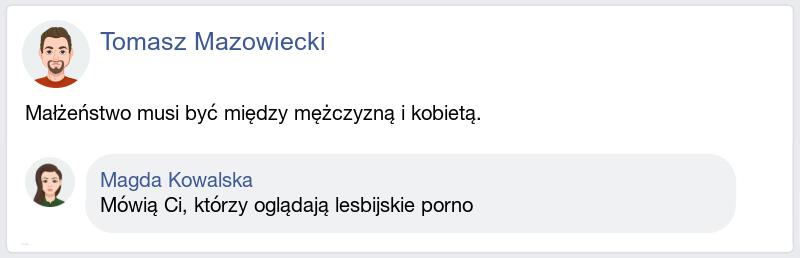 Tomasz Mazowiecki
Małżeństwo musi być między mężczyzną i kobietą.
Magda Kowalska
Mówią Ci, którzy oglądają lesbijskie porno